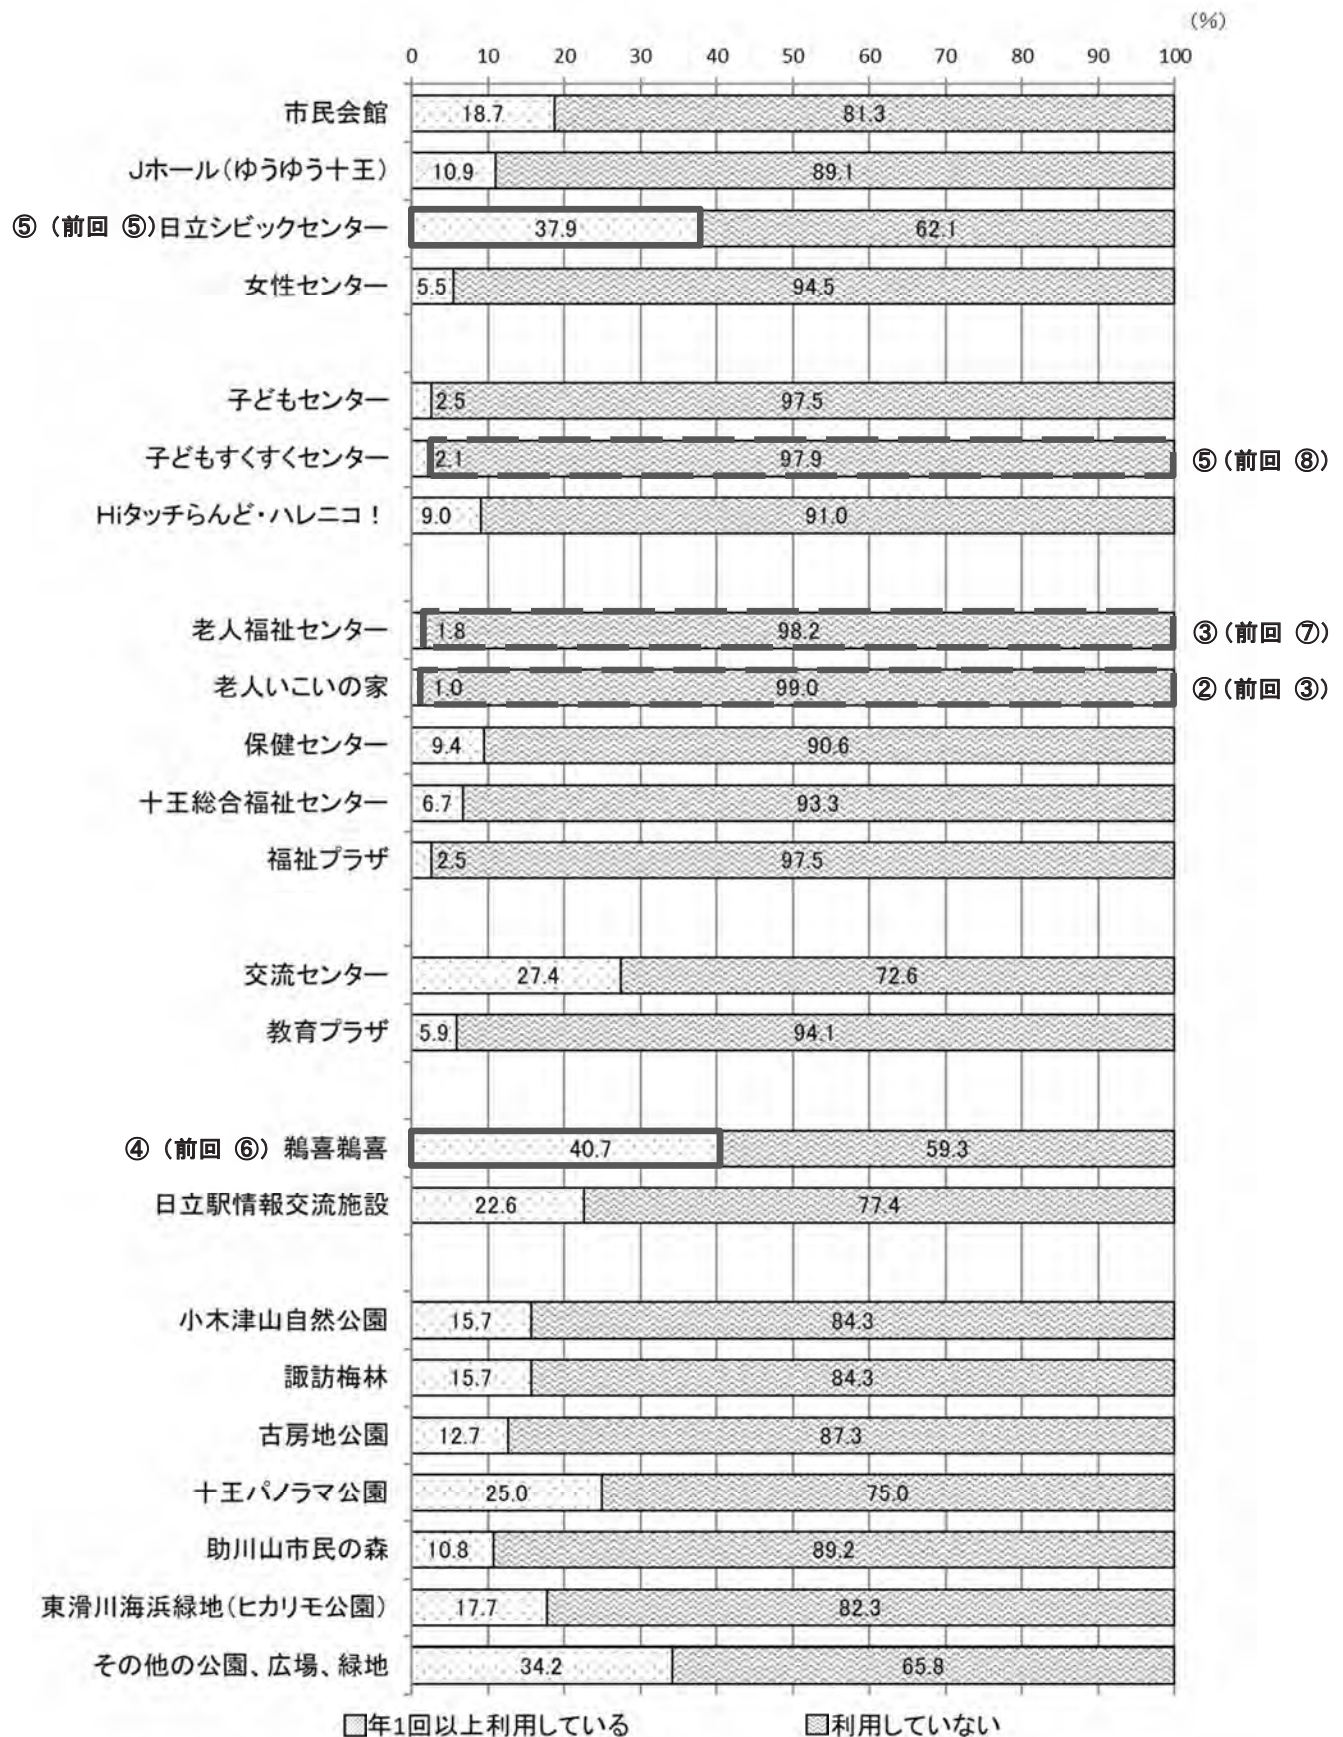 (%)
0 10 20 30 40 50 60 70 80 90 100
市民会館 18.7 81.3
Jホール(ゆうゆう十王) 10.9 89.1
⑤ (前回 ⑤)日立シビックセンター 37.9 62.1
女性センター 5.5 94.5
子どもセンター 2.5 97.5
子どもすくすくセンター 2.1 97.9 ⑤(前回 ⑧)
Hiタッチらんど・ハレニコ! 9.0 91.0
老人福祉センター 1.8 98.2 ③(前回 ⑦)
老人いこいの家 1.0 99.0 ②(前回 ③)
保健センター 9.4 90.6
十王総合福祉センター 6.7 93.3
福祉プラザ 2.5 97.5
交流センター 27.4 72.6
教育プラザ 5.9 94.1
④ (前回 ⑥) 鵜喜鵜喜 40.7 59.3
日立駅情報交流施設 22.6 77.4
小木津山自然公園 15.7 84.3
諏訪梅林 15.7 84.3
古房地公園 12.7 87.3
十王パノラマ公園 25.0 75.0
助川山市民の森 10.8 89.2
東滑川海浜緑地(ヒカリモ公園) 17.7 82.3
その他の公園、広場、緑地 34.2 65.8
年1回以上利用している 利用していない